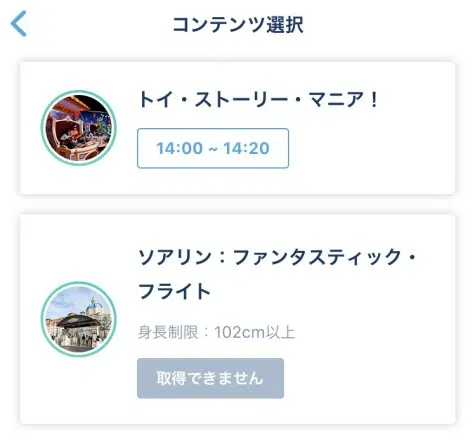 コンテンツ選択
トイ・ストーリー・マニア！
14:00 ~ 14:20
ソアリン：ファンタスティック・
フライト
身長制限：102cm以上
取得できません